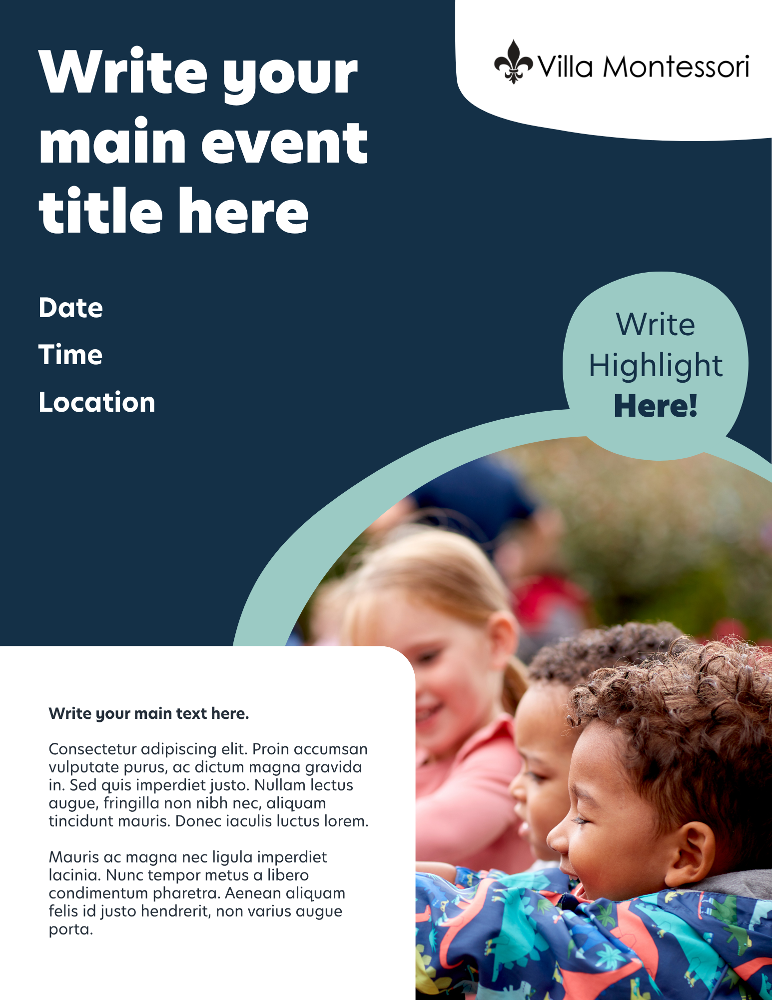 Write your
main event
title here
Villa Montessori
Date
Time
Location
Write
Highlight
Here!
Write your main text here.
Consectetur adipiscing elit. Proin accumsan
vulputate purus, ac dictum magna gravida
in. Sed quis imperdiet justo. Nullam lectus
augue, fringilla non nibh nec, aliquam
tincidunt mauris. Donec iaculis luctus lorem.
Mauris ac magna nec ligula imperdiet
lacinia. Nunc tempor metus a libero
condimentum pharetra. Aenean aliquam
felis id justo hendrerit, non varius augue
porta.